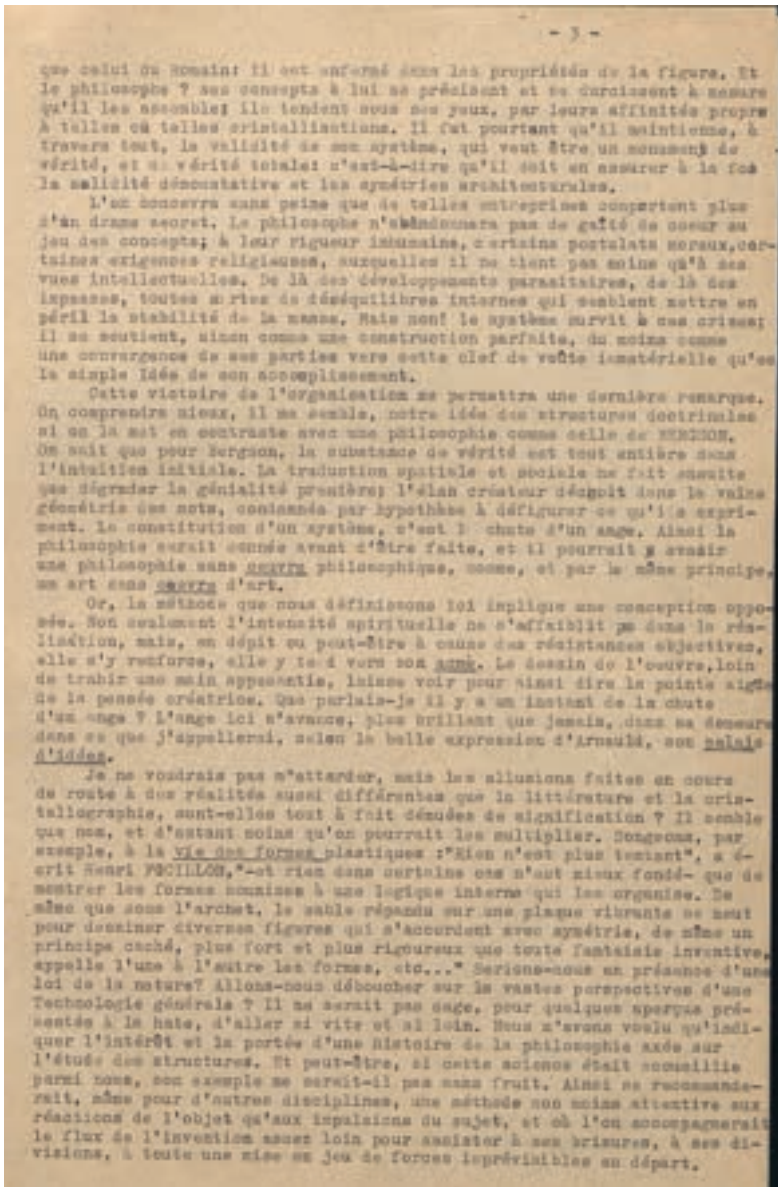 - 3 -
que celui du Romain: il est enfermé dans les propriétés de la figure. Et
le philosophe ? ses concepts à lui se précisent et se durcissent à mesure
qu'il les assemble: ils tendent sous nos yeux, par leurs affinités propres
à telles ou telles cristallisations. Il fut pourtant qu'il maintienne, à
travers tout, la validité de son système, qui veut être un monument de
vérité, et de vérité totale: c'est-à-dire qu'il doit en assurer à la fois
la solidité démonstative et les symétries architecturales.
L'on concevra sans peine que de telles entreprises comportent plus
d'un drame secret. Le philosophe n'abandonnera pas de gaîté de coeur au
jeu des concepts; à leur rigueur inhumaine, certains postulats moraux,cer-
taines exigences religieuses, auxquelles il ne tient pas moins qu'à ses
vues intellectuelles. De là des développements parasitaires, de là des
impasses, toutes sortes de déséquilibres internes qui semblent mettre en
péril la stabilité de la masse. Mais non! le système survit à ces crises;
il se soutient, sinon comme une construction parfaite, du moins comme
une convergence de ses parties vers cette clef de voûte immatérielle qu'es
la simple Idée de son accomplissement.
Cette victoire de l'organisation me permettra une dernière remarque.
On comprendra mieux, il me semble, notre idée des structures doctrinales
si on la met en contraste avec une philosophie comme celle de BERGSON.
On sait que pour Bergson, la substance de vérité est tout entière dans
l'intuition initiale. La traduction spatiale et sociale ne fait ensuite
que dégrader la génialité première; l'élan créateur déchoit dans la vaine
géométrie des mots, condamnés par hypothèse à défigurer ce qu'ils expri-
ment. La constitution d'un système, c'est l chute d'un ange. Ainsi la
philosophie serait donnée avant d'être faite, et il pourrait y avoir
une philosophie sans oeuvre philosophique, comme, et par le même principe,
un art sans oeuvre d'art.
Or, la méthode que nous définissons ici implique une conception oppo-
sée. Non seulement l'intensité spirituelle ne s'affaiblit pas dans la réa-
lisation, mais, en dépit ou peut-être à cause des résistances objectives,
elle s'y renforce, elle y tend vers son acmé. Le dessin de l'oeuvre,loin
de trahir une main appesantie, laisse voir pour ainsi dire la pointe aigüe
de la pensée créatrice. Que parlais-je il y a un instant de la chute
d'un ange ? L'ange ici s'avance, plus brillant que jamais, dans sa demeure
dans ce que j'appellerai, selon la belle expression d'Arnauld, son palais
d'idées.
Je ne voudrais pas m'attarder, mais les allusions faites en cours
de route à des réalités aussi différentes que la littérature et la cris-
tallographie, sont-elles tout à fait dénuées de signification ? Il semble
que non, et d'autant moins qu'on pourrait les multiplier. Songeons, par
exemple, à la vie des formes plastiques :"Rien n'est plus tentant", a é-
crit Henri FOCILLON,"-et rien dans certains cas n'est mieux fondé- que de
montrer les formes soumises à une logique interne qui les organise. De
même que sous l'archet, le sable répandu sur une plaque vibrante se meut
pour dessiner diverses figures qui s'accordent avec symétrie, de même un
principe caché, plus fort et plus rigoureux que toute fantaisie inventive,
appelle l'une à l'autre les formes, etc..." Serions-nous en présence d'une
loi de la nature? Allons-nous déboucher sur la vastes perspectives d'une
Technologie générale ? Il ne serait pas sage, pour quelques aperçus pré-
sentés à la hate, d'aller si vite et si loin. Nous n'avons voulu qu'indi-
quer l'intérêt et la portée d'une histoire de la philosophie axée sur
l'étude des structures. Et peut-être, si cette science était accueillie
parmi nous, son exemple ne serait-il pas sans fruit. Ainsi se recommande-
rait, même pour d'autres disciplines, une méthode non moins attentive aux
réactions de l'objet qu'aux impulsions du sujet, et où l'on accompagnerait
le flux de l'invention assez loin pour assister à ses brisures, à ses di-
visions, à toute une mise en jeu de forces imprévisibles au départ.